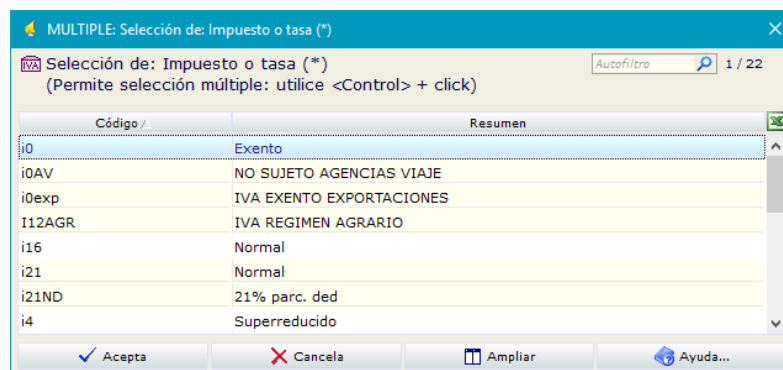 MULTIPLE: Selección de: Impuesto o tasa (*)
IVA Selección de: Impuesto o tasa (*)
Autofiltro 1 / 22
(Permite selección múltiple: utilice <Control> + click)
Código Resumen
i0 Exento
i0AV NO SUJETO AGENCIAS VIAJE
i0exp IVA EXENTO EXPORTACIONES
I12AGR IVA REGIMEN AGRARIO
i16 Normal
i21 Normal
i21ND 21% parc. ded
i4 Superreducido
Acepta Cancela Ampliar Ayuda...